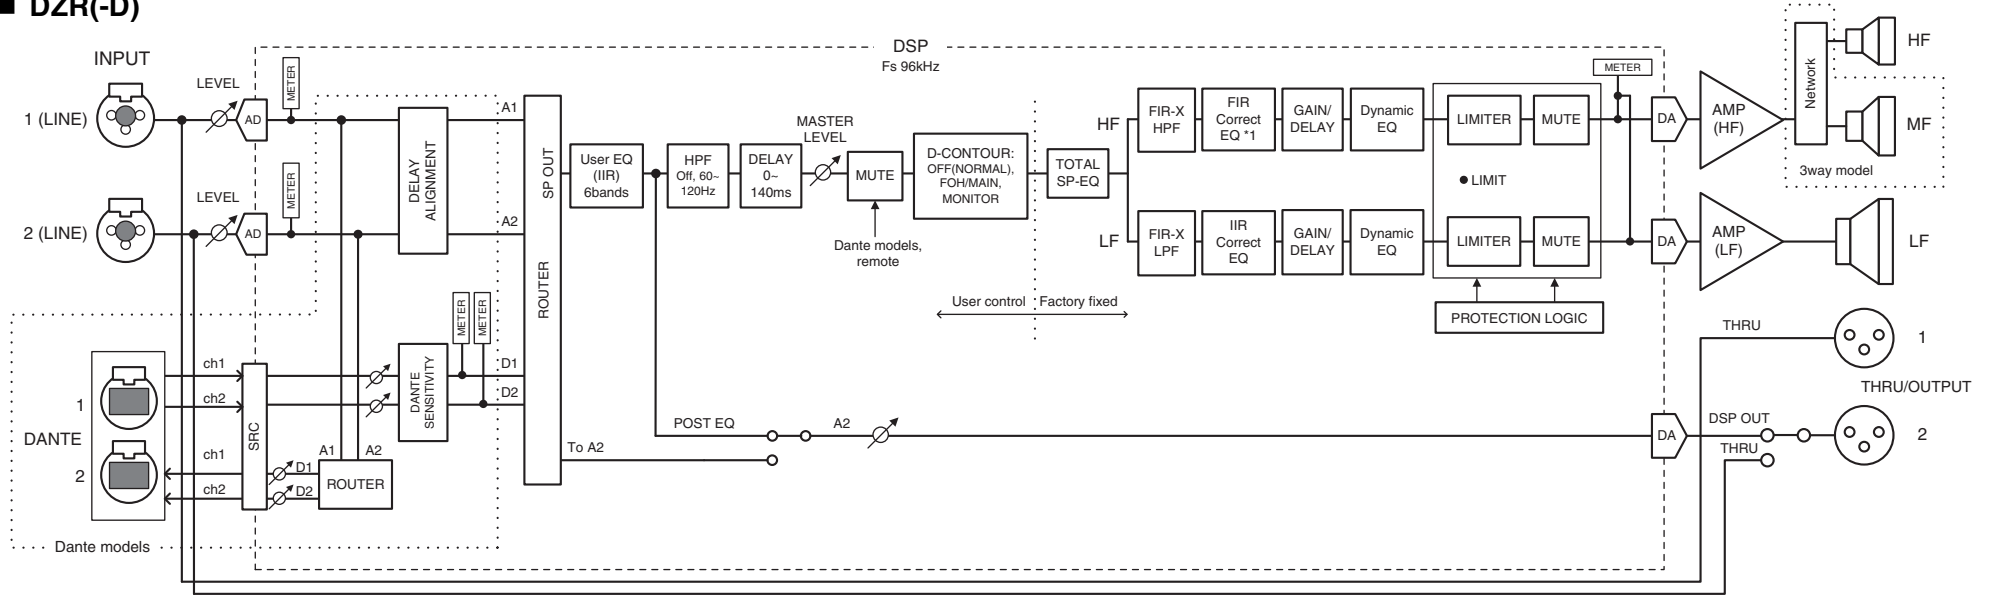 ■ DZR(-D)
INPUT
1 (LINE)
LEVEL
AD
METER
2 (LINE)
LEVEL
AD
METER
DELAY
ALIGNMENT
A1
A2
DSP
Fs 96kHz
SP OUT
ROUTER
User EQ
(IIR)
6bands
HPF
Off, 60~
120Hz
DELAY
0~
140ms
MASTER
LEVEL
MUTE
Dante models,
remote
D-CONTOUR:
OFF(NORMAL),
FOH/MAIN,
MONITOR
User control
Factory fixed
TOTAL
SP-EQ
HF
FIR-X
HPF
FIR
Correct
EQ *1
GAIN/
DELAY
Dynamic
EQ
LIMITER
MUTE
●LIMIT
LF
FIR-X
LPF
IIR
Correct
EQ
GAIN/
DELAY
Dynamic
EQ
LIMITER
MUTE
PROTECTION LOGIC
METER
DA
AMP
(HF)
Network
HF
MF
3way model
DA
AMP
(LF)
LF
DANTE
1
2
ch1
ch2
ch1
ch2
SRC
DANTE
SENSITIVITY
METER
METER
D1
D2
A1
A2
D1
D2
ROUTER
Dante models
To A2
POST EQ
A2
DA
THRU
1
THRU/OUTPUT
DSP OUT
THRU
2